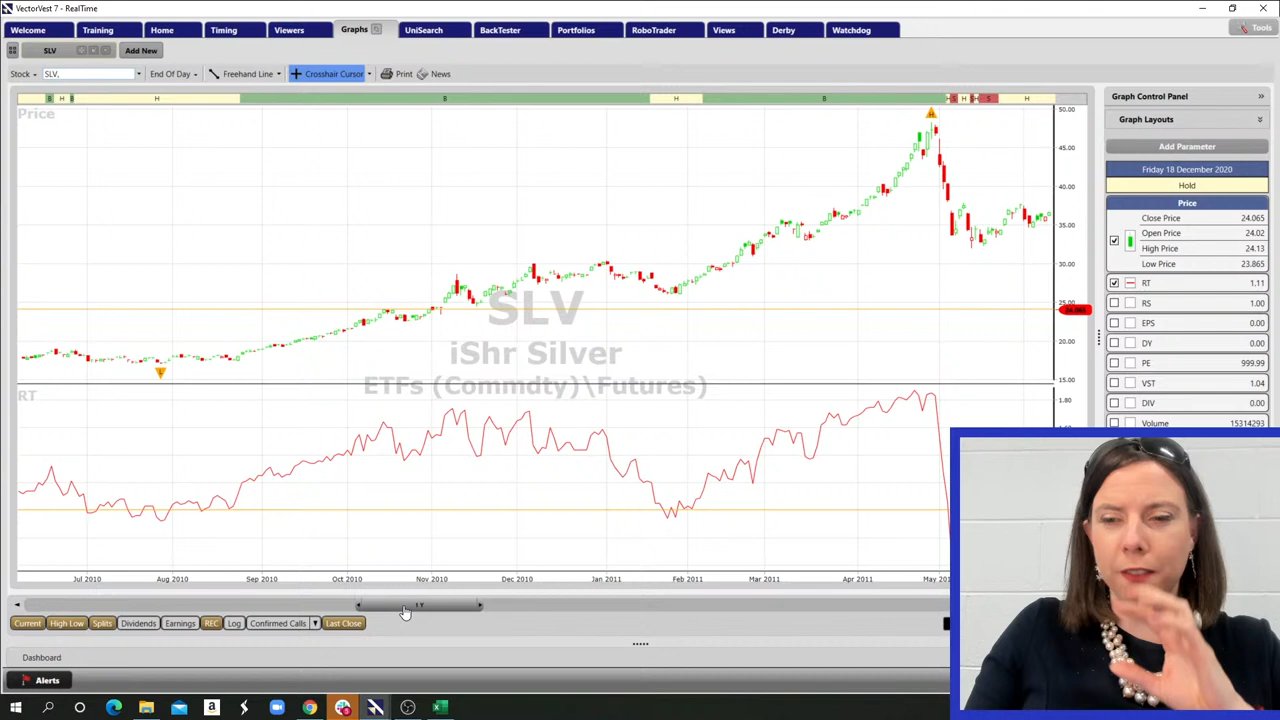 VectorVest 7 - RealTime
Welcome Training Home Timing Viewers Graphs UniSearch BackTester Portfolios RoboTrader Views Derby Watchdog Tools
SLV Add New
Stock SLV, End Of Day Freehand Line Crosshair Cursor Print News
B H B H B H B H S H S H
Price
50.00
45.00
40.00
35.00
30.00
25.00
20.00
15.00
H
L
SLV
iShr Silver
ETFs (Commdty)\Futures)
RT
1.80
Jul 2010 Aug 2010 Sep 2010 Oct 2010 Nov 2010 Dec 2010 Jan 2011 Feb 2011 Mar 2011 Apr 2011 May
1 Y
Current High Low Splits Dividends Earnings REC Log Confirmed Calls Last Close
Dashboard
Alerts
Graph Control Panel
Graph Layouts
Add Parameter
Friday 18 December 2020
Hold
Price
Close Price 24.065
Open Price 24.02
High Price 24.13
Low Price 23.865
RT 1.11
RS 1.00
EPS 0.00
DY 0.00
PE 999.99
VST 1.04
DIV 0.00
Volume 15314293